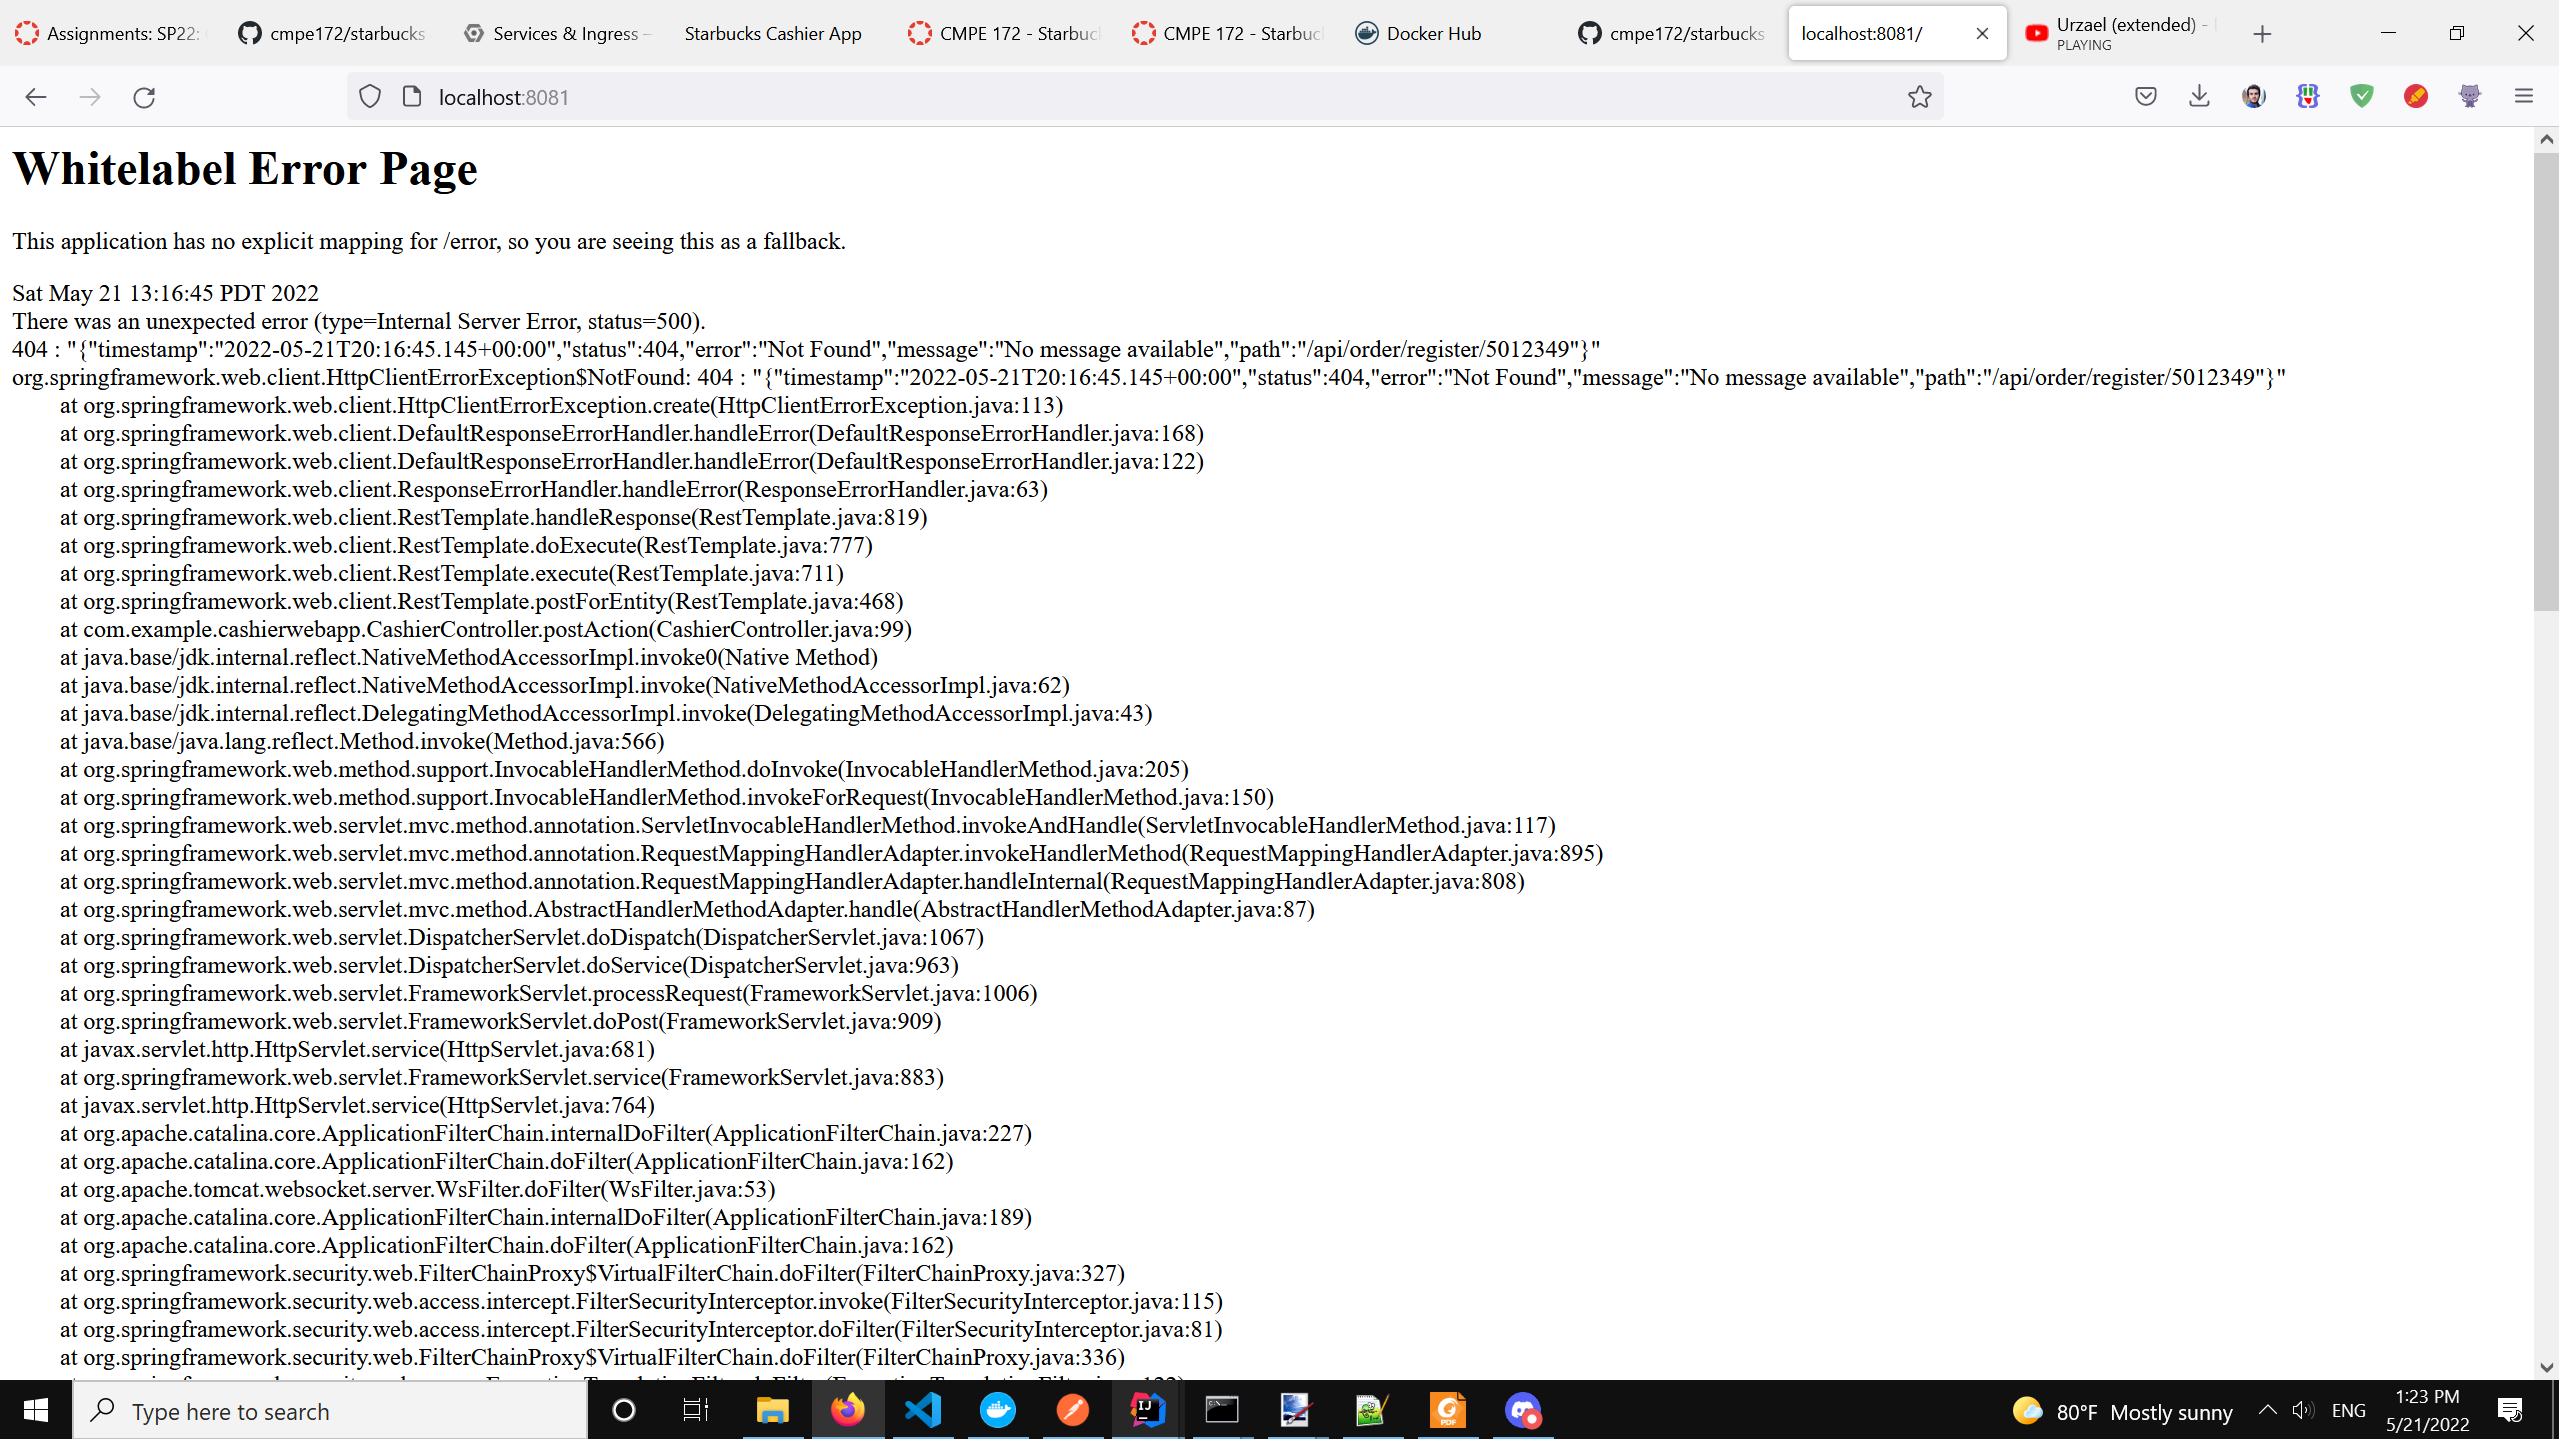 Assignments: SP22:
cmpe172/starbucks
Services & Ingress –
Starbucks Cashier App
CMPE 172 - Starbuc
CMPE 172 - Starbuc
Docker Hub
cmpe172/starbucks
localhost:8081/
Urzael (extended) -
PLAYING
localhost:8081
Whitelabel Error Page
This application has no explicit mapping for /error, so you are seeing this as a fallback.
Sat May 21 13:16:45 PDT 2022
There was an unexpected error (type=Internal Server Error, status=500).
404 : "{"timestamp":"2022-05-21T20:16:45.145+00:00","status":404,"error":"Not Found","message":"No message available","path":"/api/order/register/5012349"}"
org.springframework.web.client.HttpClientErrorException$NotFound: 404 : "{"timestamp":"2022-05-21T20:16:45.145+00:00","status":404,"error":"Not Found","message":"No message available","path":"/api/order/register/5012349"}"
at org.springframework.web.client.HttpClientErrorException.create(HttpClientErrorException.java:113)
at org.springframework.web.client.DefaultResponseErrorHandler.handleError(DefaultResponseErrorHandler.java:168)
at org.springframework.web.client.DefaultResponseErrorHandler.handleError(DefaultResponseErrorHandler.java:122)
at org.springframework.web.client.ResponseErrorHandler.handleError(ResponseErrorHandler.java:63)
at org.springframework.web.client.RestTemplate.handleResponse(RestTemplate.java:819)
at org.springframework.web.client.RestTemplate.doExecute(RestTemplate.java:777)
at org.springframework.web.client.RestTemplate.execute(RestTemplate.java:711)
at org.springframework.web.client.RestTemplate.postForEntity(RestTemplate.java:468)
at com.example.cashierwebapp.CashierController.postAction(CashierController.java:99)
at java.base/jdk.internal.reflect.NativeMethodAccessorImpl.invoke0(Native Method)
at java.base/jdk.internal.reflect.NativeMethodAccessorImpl.invoke(NativeMethodAccessorImpl.java:62)
at java.base/jdk.internal.reflect.DelegatingMethodAccessorImpl.invoke(DelegatingMethodAccessorImpl.java:43)
at java.base/java.lang.reflect.Method.invoke(Method.java:566)
at org.springframework.web.method.support.InvocableHandlerMethod.doInvoke(InvocableHandlerMethod.java:205)
at org.springframework.web.method.support.InvocableHandlerMethod.invokeForRequest(InvocableHandlerMethod.java:150)
at org.springframework.web.servlet.mvc.method.annotation.ServletInvocableHandlerMethod.invokeAndHandle(ServletInvocableHandlerMethod.java:117)
at org.springframework.web.servlet.mvc.method.annotation.RequestMappingHandlerAdapter.invokeHandlerMethod(RequestMappingHandlerAdapter.java:895)
at org.springframework.web.servlet.mvc.method.annotation.RequestMappingHandlerAdapter.handleInternal(RequestMappingHandlerAdapter.java:808)
at org.springframework.web.servlet.mvc.method.AbstractHandlerMethodAdapter.handle(AbstractHandlerMethodAdapter.java:87)
at org.springframework.web.servlet.DispatcherServlet.doDispatch(DispatcherServlet.java:1067)
at org.springframework.web.servlet.DispatcherServlet.doService(DispatcherServlet.java:963)
at org.springframework.web.servlet.FrameworkServlet.processRequest(FrameworkServlet.java:1006)
at org.springframework.web.servlet.FrameworkServlet.doPost(FrameworkServlet.java:909)
at javax.servlet.http.HttpServlet.service(HttpServlet.java:681)
at org.springframework.web.servlet.FrameworkServlet.service(FrameworkServlet.java:883)
at javax.servlet.http.HttpServlet.service(HttpServlet.java:764)
at org.apache.catalina.core.ApplicationFilterChain.internalDoFilter(ApplicationFilterChain.java:227)
at org.apache.catalina.core.ApplicationFilterChain.doFilter(ApplicationFilterChain.java:162)
at org.apache.tomcat.websocket.server.WsFilter.doFilter(WsFilter.java:53)
at org.apache.catalina.core.ApplicationFilterChain.internalDoFilter(ApplicationFilterChain.java:189)
at org.apache.catalina.core.ApplicationFilterChain.doFilter(ApplicationFilterChain.java:162)
at org.springframework.security.web.FilterChainProxy$VirtualFilterChain.doFilter(FilterChainProxy.java:327)
at org.springframework.security.web.access.intercept.FilterSecurityInterceptor.invoke(FilterSecurityInterceptor.java:115)
at org.springframework.security.web.access.intercept.FilterSecurityInterceptor.doFilter(FilterSecurityInterceptor.java:81)
at org.springframework.security.web.FilterChainProxy$VirtualFilterChain.doFilter(FilterChainProxy.java:336)
Type here to search
80°F Mostly sunny
ENG
1:23 PM
5/21/2022